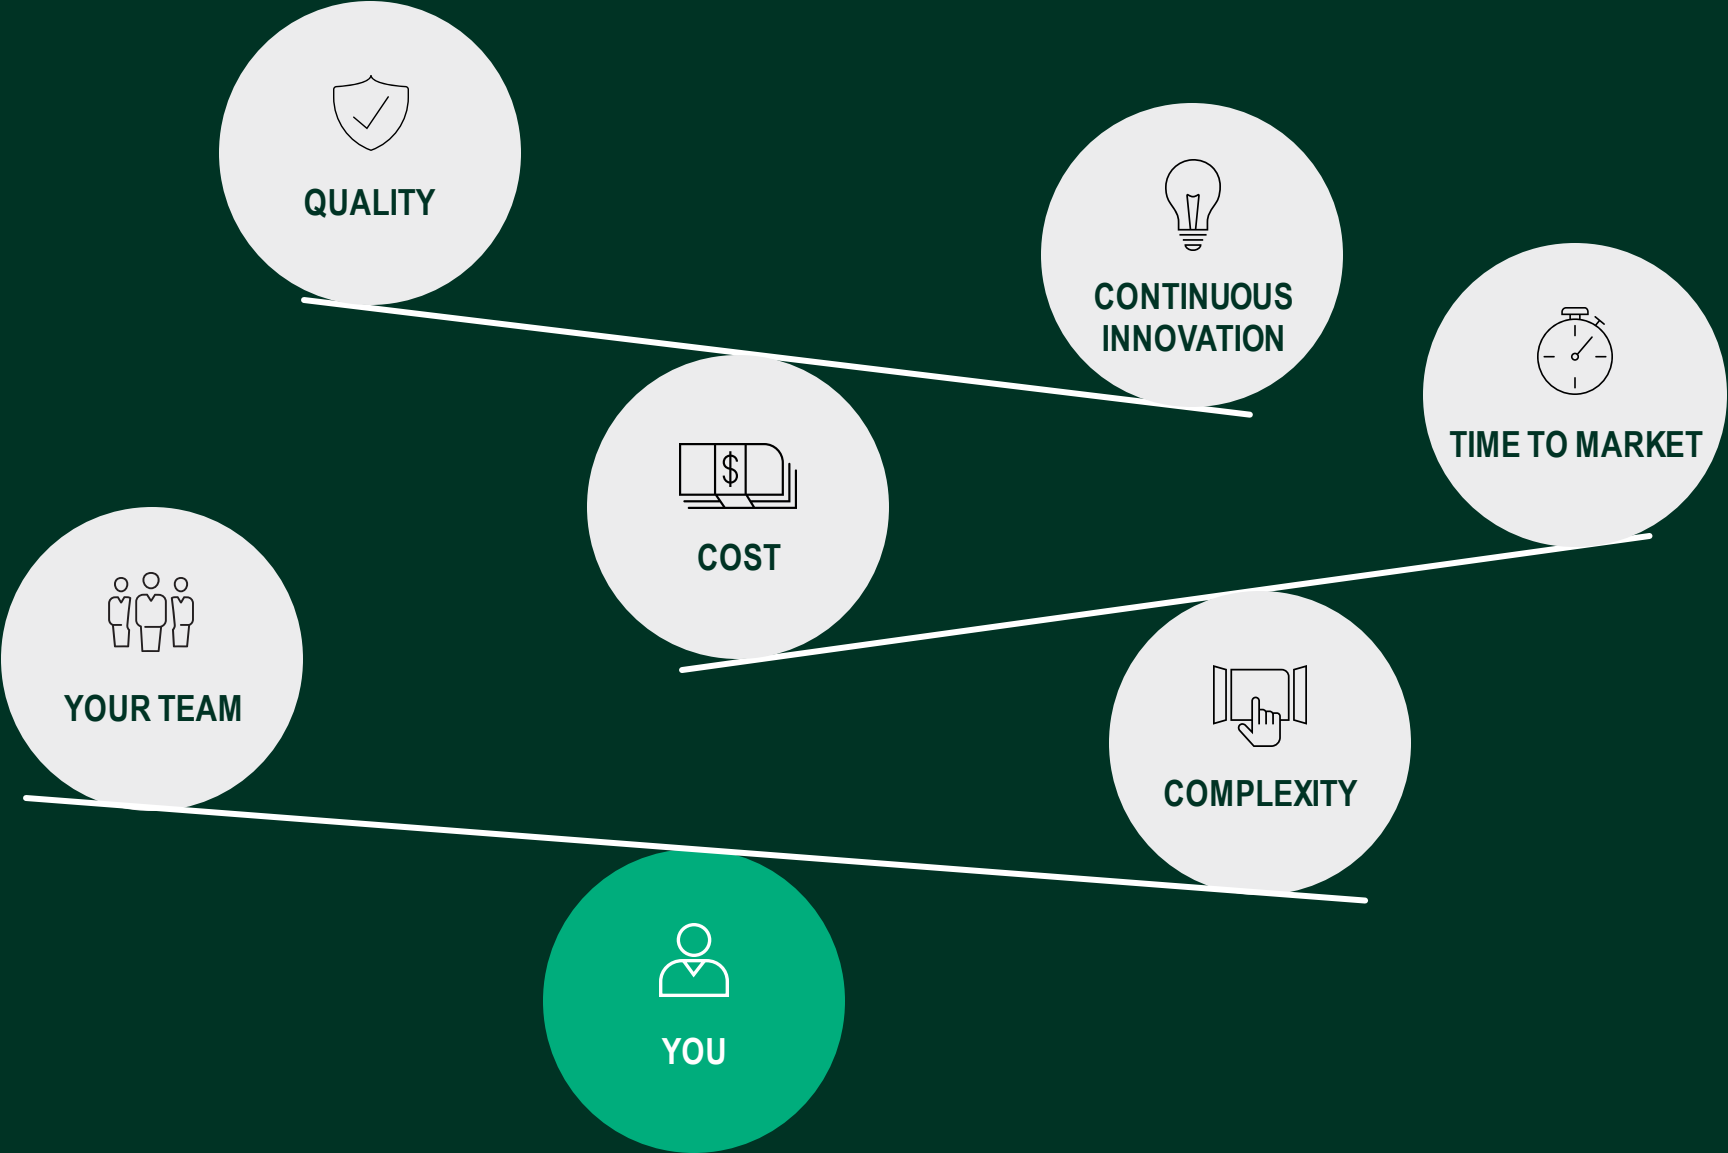 QUALITY
CONTINUOUS
INNOVATION
TIME TO MARKET
$
COST
YOUR TEAM
COMPLEXITY
YOU